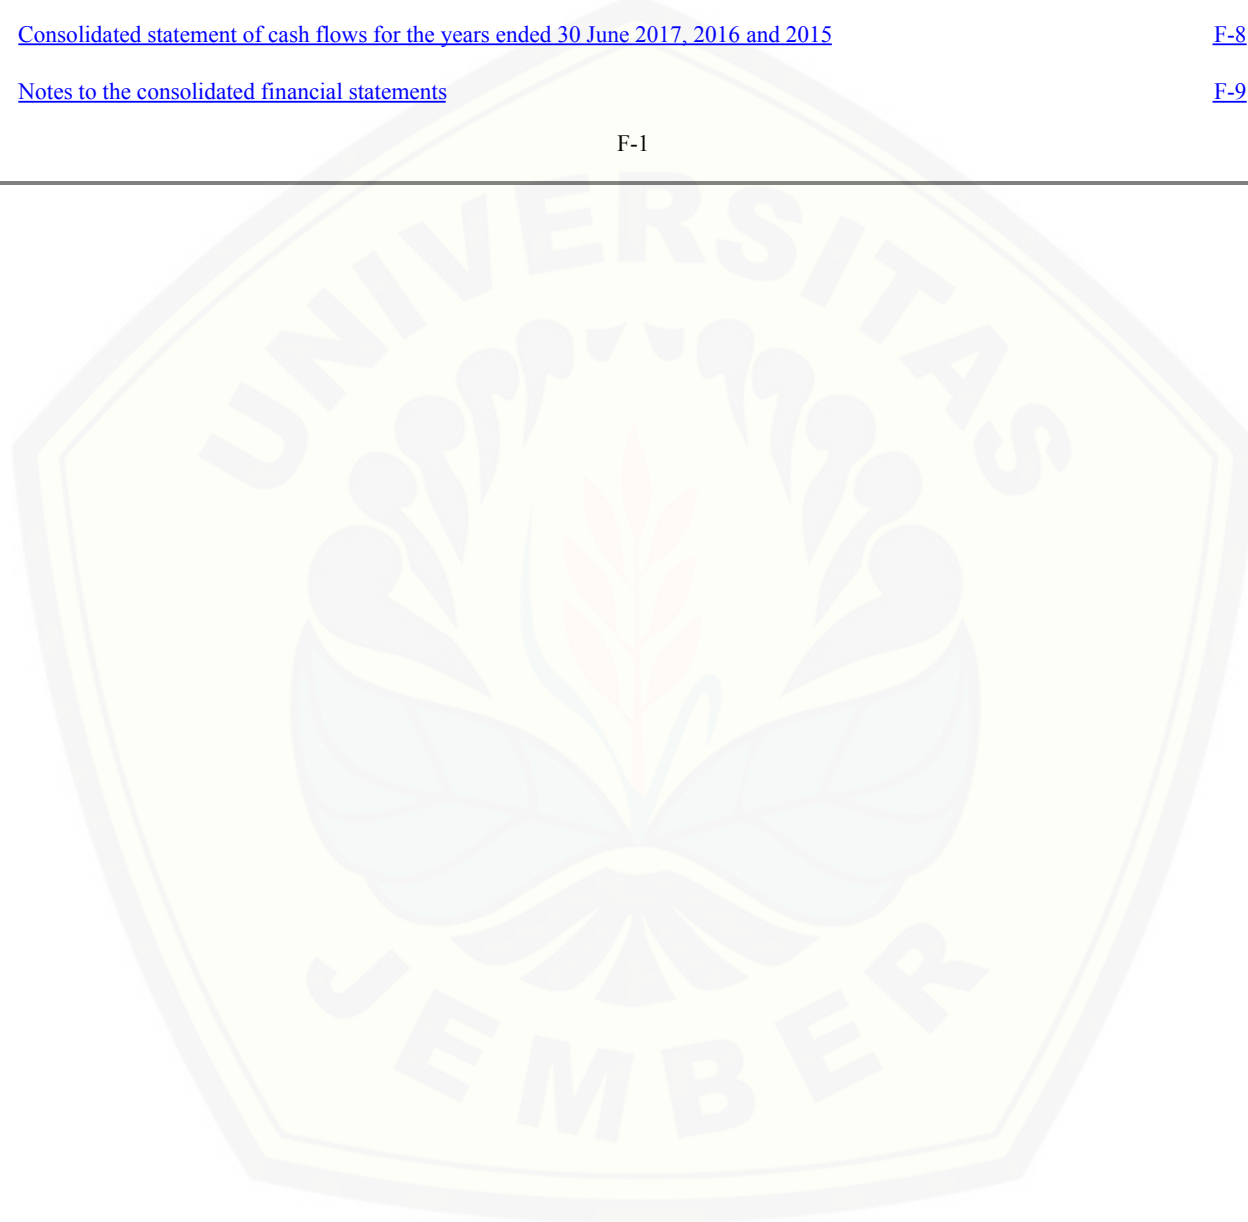 Consolidated statement of cash flows for the years ended 30 June 2017, 2016 and 2015 F-8
Notes to the consolidated financial statements F-9
F-1
UNIVERSITAS
JEMBER